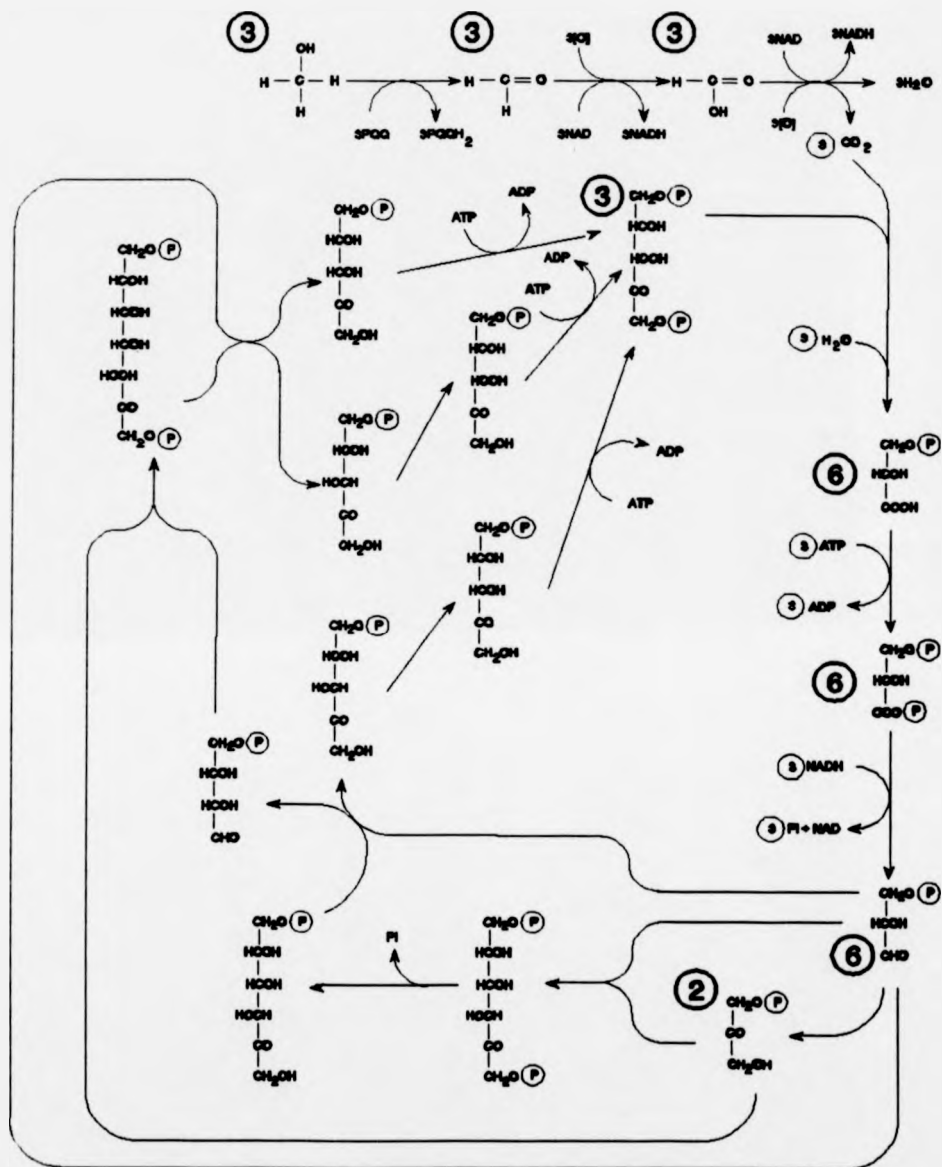 3
3
3
OH
H C H
H
H C O
H
H C O
OH
3[O]
3NAD
3NADH
3H₂O
3PQQ
3PQQH₂
3NAD
3NADH
3[O]
3 CO₂
CH₂O P
HCOH
HCOH
HCOH
HCOH
CO
CH₂O P
CH₂O P
HCOH
HCOH
CO
CH₂OH
ATP
ADP
3
CH₂O P
HCOH
HCOH
CO
CH₂O P
ADP
ATP
CH₂O P
HCOH
HCOH
CO
CH₂OH
3 H₂O
CH₂O P
HCOH
HOCH
CO
CH₂OH
ADP
ATP
CH₂O P
HCOH
HCOH
CO
CH₂OH
6
CH₂O P
HCOH
COOH
3 ATP
3 ADP
6
CH₂O P
HCOH
OCO P
CH₂O P
HCOH
HOCH
CO
CH₂OH
CH₂O P
HCOH
HCOH
CHO
3 NADH
3 PI + NAD
CH₂O P
HCOH
CHO
6
CH₂O P
HCOH
HCOH
HOCH
CO
CH₂OH
PI
CH₂O P
HCOH
HCOH
HOCH
CO
CH₂O P
2
CH₂O P
CO
CH₂OH